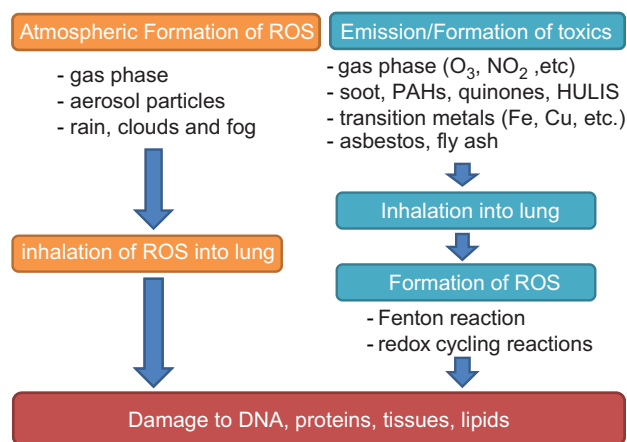 Atmospheric Formation of ROS
- gas phase
- aerosol particles
- rain, clouds and fog
inhalation of ROS into lung
Emission/Formation of toxics
- gas phase (O₃, NO₂ ,etc)
- soot, PAHs, quinones, HULIS
- transition metals (Fe, Cu, etc.)
- asbestos, fly ash
Inhalation into lung
Formation of ROS
- Fenton reaction
- redox cycling reactions
Damage to DNA, proteins, tissues, lipids